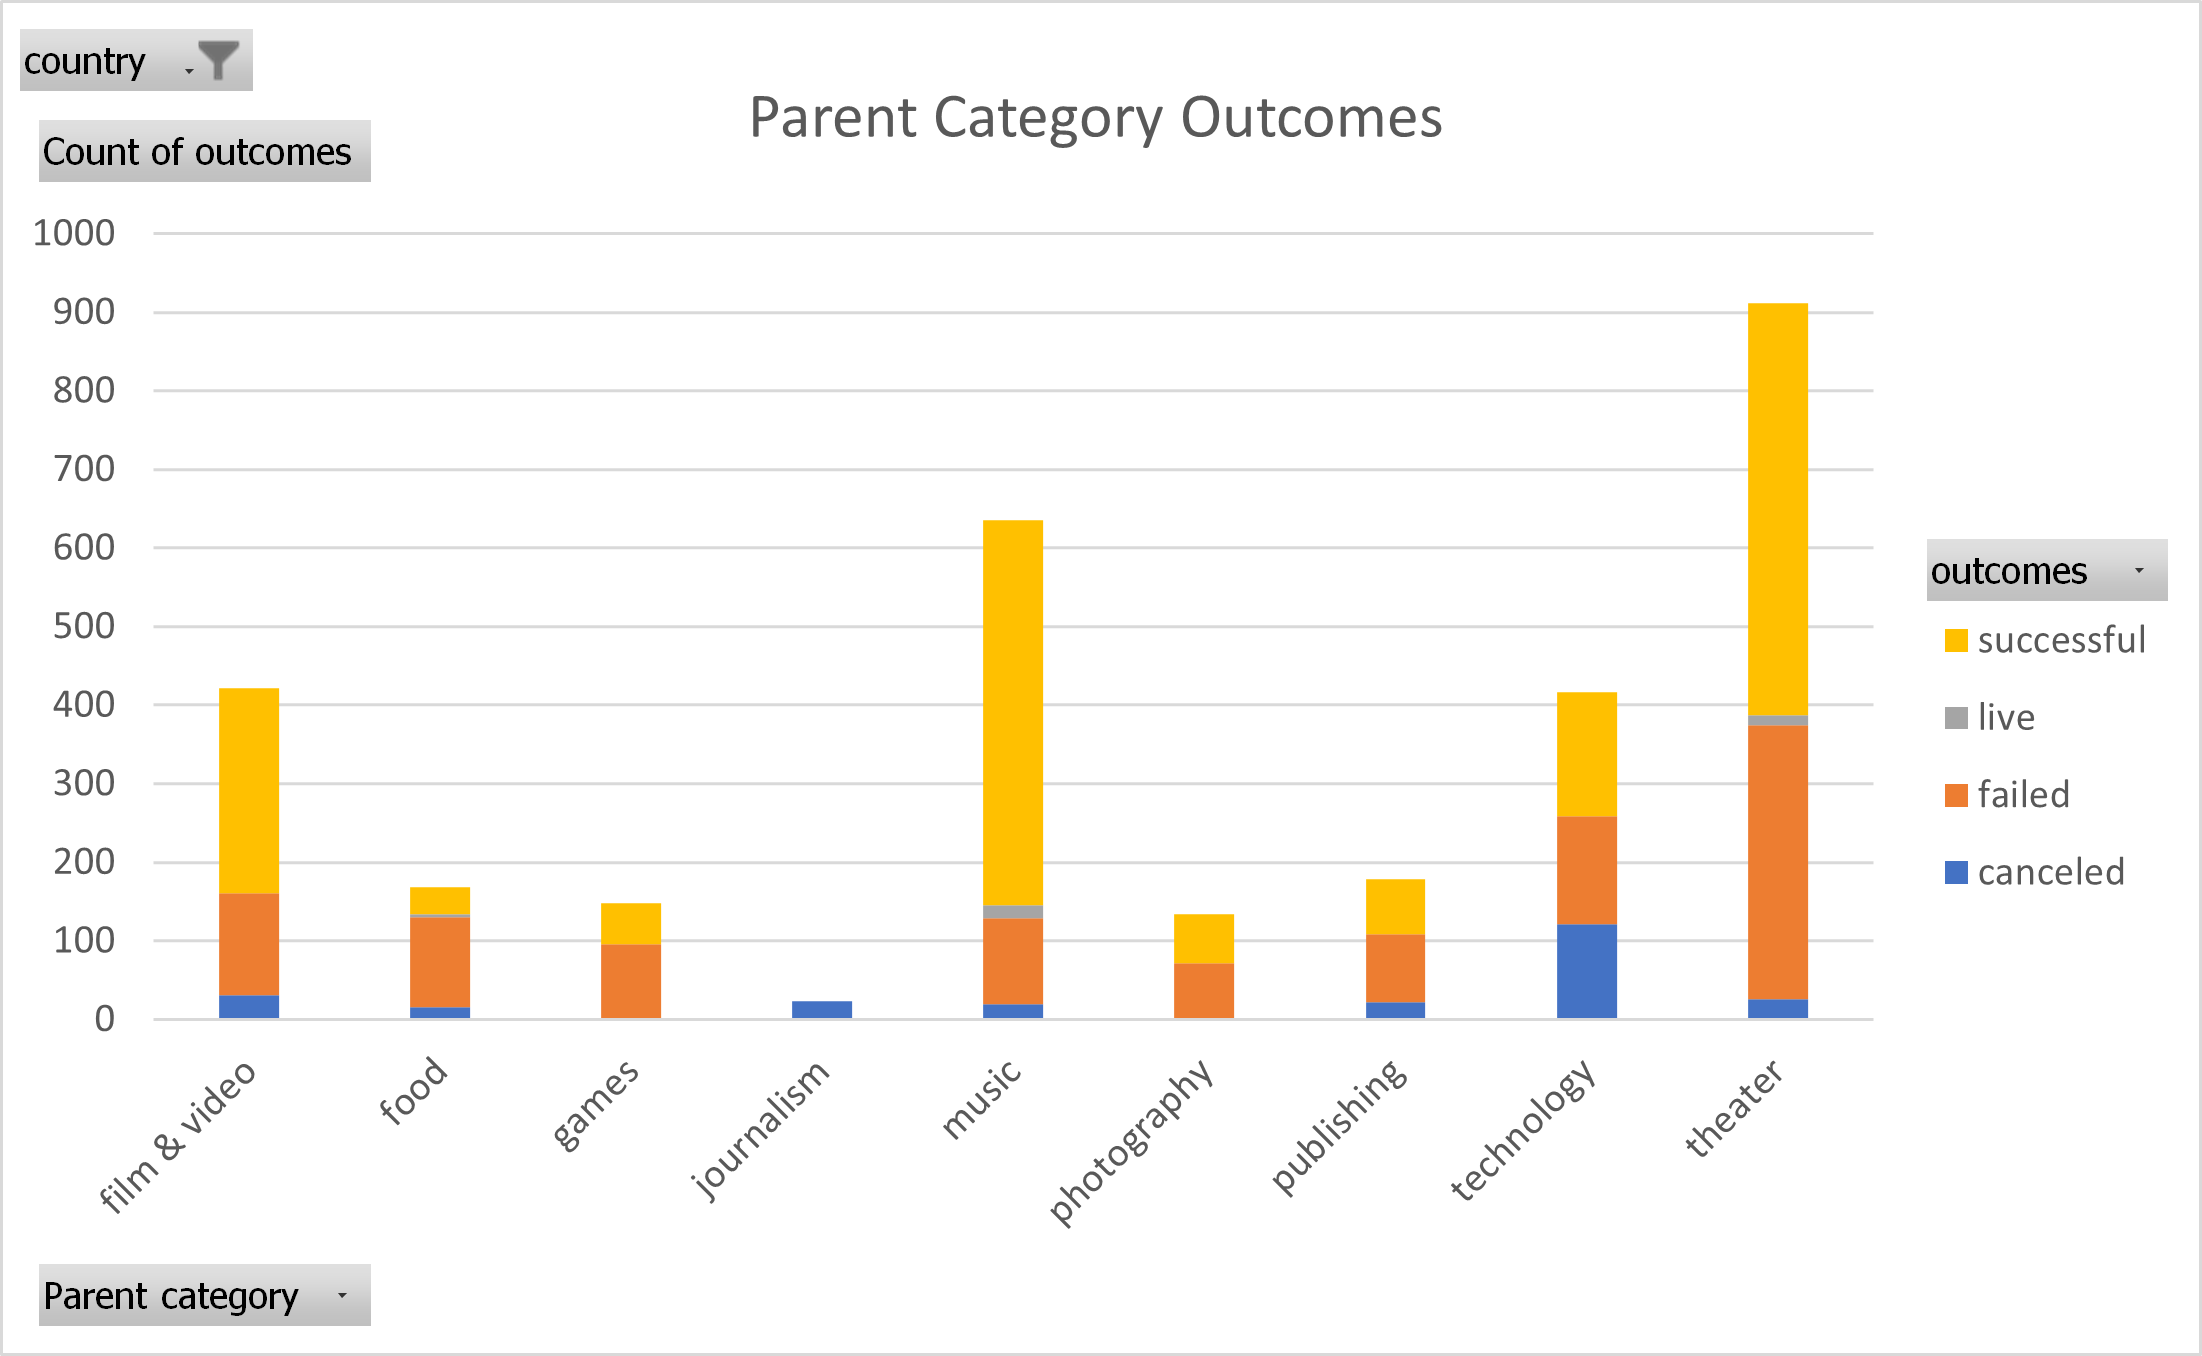 country
Count of outcomes
Parent Category Outcomes
1000
900
800
700
600
500
400
300
200
100
0
film & video
food
games
journalism
music
photography
publishing
technology
theater
outcomes
successful
live
failed
canceled
Parent category